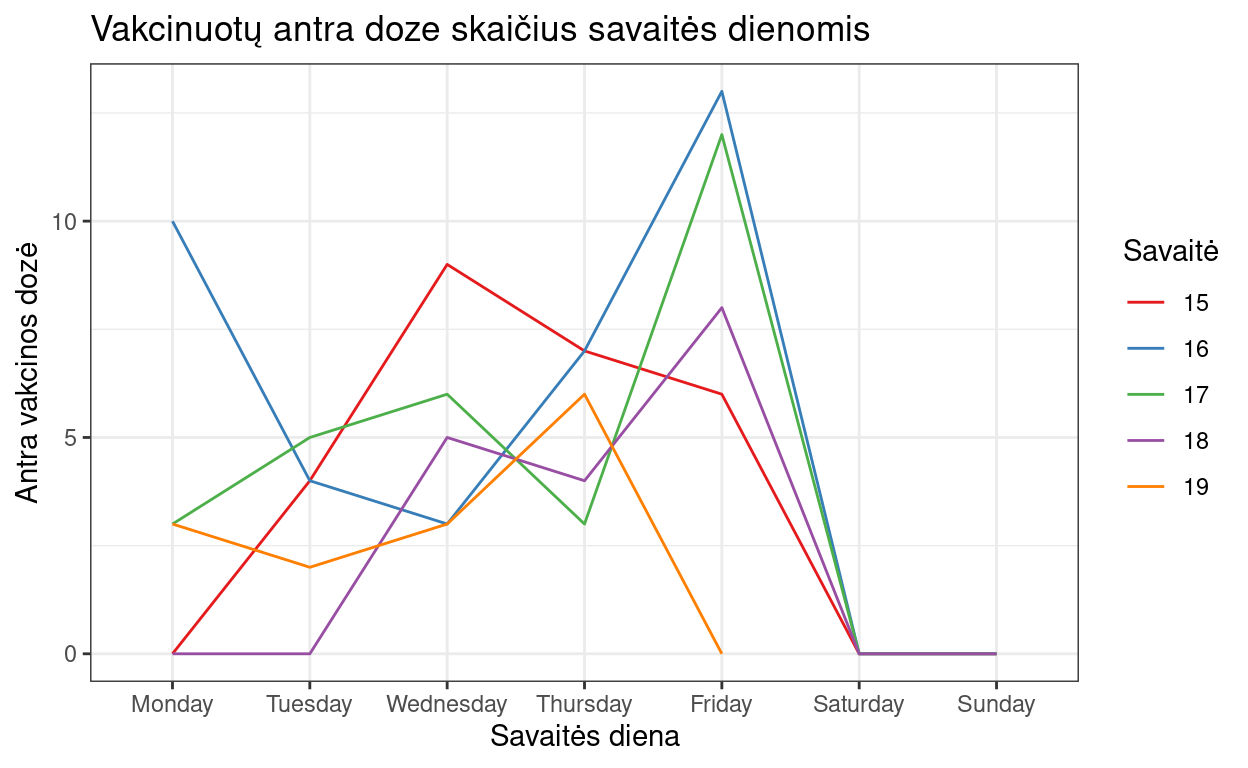 Vakcinuotų antra doze skaičius savaitės dienomis
Antra vakcinos dozė
10
5
0
Monday Tuesday Wednesday Thursday Friday Saturday Sunday
Savaitės diena
Savaitė
15
16
17
18
19